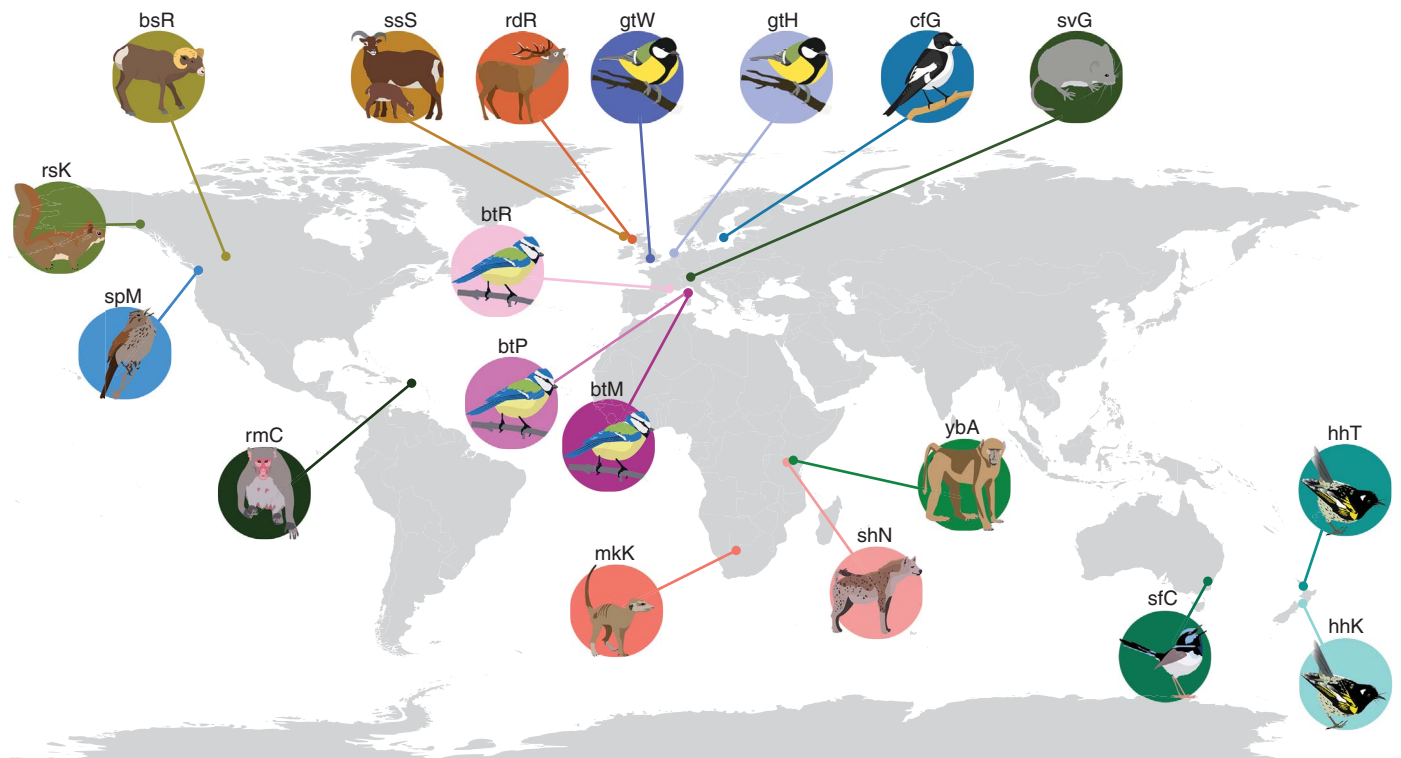 bsR
ssS
rdR
gtW
gtH
cfG
svG
rsK
btR
spM
btP
btM
rmC
ybA
hhT
mkK
shN
sfC
hhK